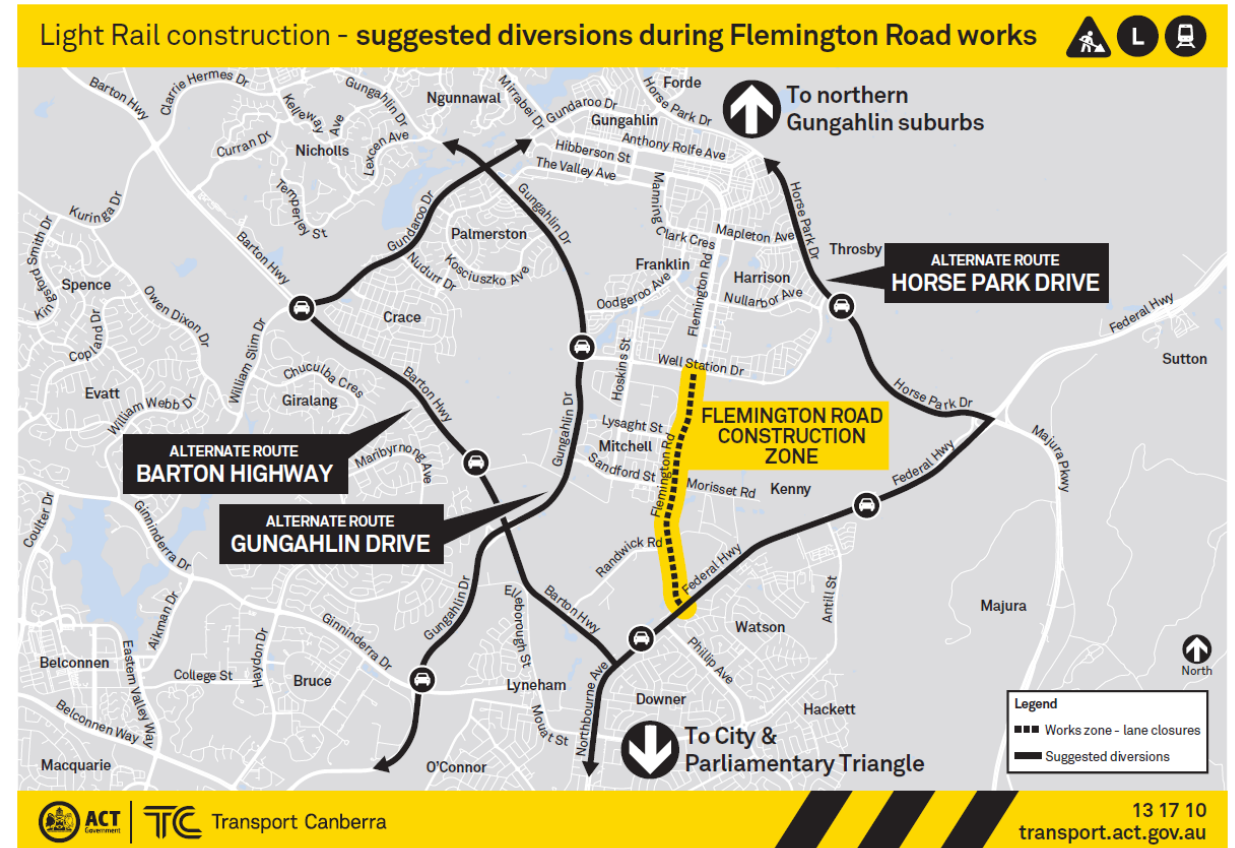 Light Rail construction - suggested diversions during Flemington Road works
L
Barton Hwy
Clarrie Hermes Dr
Kelleway Ave
Gungahlin Dr
Ngunnawal
Mirrabei Dr
Gundaroo Dr
Gungahlin
Forde
Horse Park Dr
To northern
Gungahlin suburbs
Curran Dr
Nicholls
Lexcen Ave
Hibberson St
Anthony Rolfe Ave
The Valley Ave
Temperley St
Kuringa Dr
Gundaroo Dr
Gungahlin Dr
Manning Clark Cres
Mapleton Ave
Horse Park Dr
Throsby
Kingsford Smith Dr
Spence
Barton Hwy
Palmerston
Nudurr Dr
Kosciuszko Ave
Franklin
Flemington Rd
Harrison
Nullarbor Ave
Oodgeroo Ave
ALTERNATE ROUTE
HORSE PARK DRIVE
Federal Hwy
Sutton
Owen Dixon Dr
Copland Dr
Crace
William Slim Dr
Evatt
William Webb Dr
Chuculba Cres
Giralang
Barton Hwy
Hoskins St
Well Station Dr
Horse Park Dr
Gungahlin Dr
Lysaght St
Mitchell
Sandford St
Flemington Rd
FLEMINGTON ROAD
CONSTRUCTION
ZONE
Morisset Rd
Kenny
Federal Hwy
Majura Pkwy
ALTERNATE ROUTE
BARTON HIGHWAY
Maribyrnong Ave
ALTERNATE ROUTE
GUNGAHLIN DRIVE
Coulter Dr
Ginninderra Dr
Randwick Rd
Federal Hwy
Antill St
Majura
Aikman Dr
Gungahlin Dr
Ellenborough St
Barton Hwy
Watson
Phillip Ave
Ginninderra Dr
Belconnen
Eastern Valley Way
College St
Haydon Dr
Bruce
Lyneham
Mouat St
Northbourne Ave
Downer
Hackett
North
Belconnen Way
Macquarie
O'Connor
To City &
Parliamentary Triangle
Legend
Works zone - lane closures
Suggested diversions
ACT
Government
TC
Transport Canberra
13 17 10
transport.act.gov.au